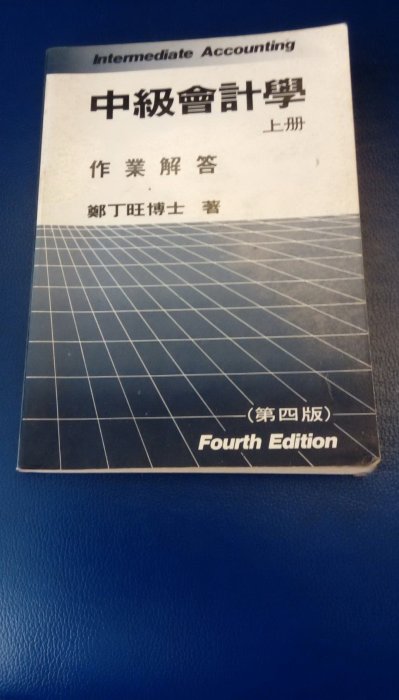 Intermediate Accounting
中級會計學
上册
作業解答
鄭丁旺博士 著
(第四版)
Fourth Edition